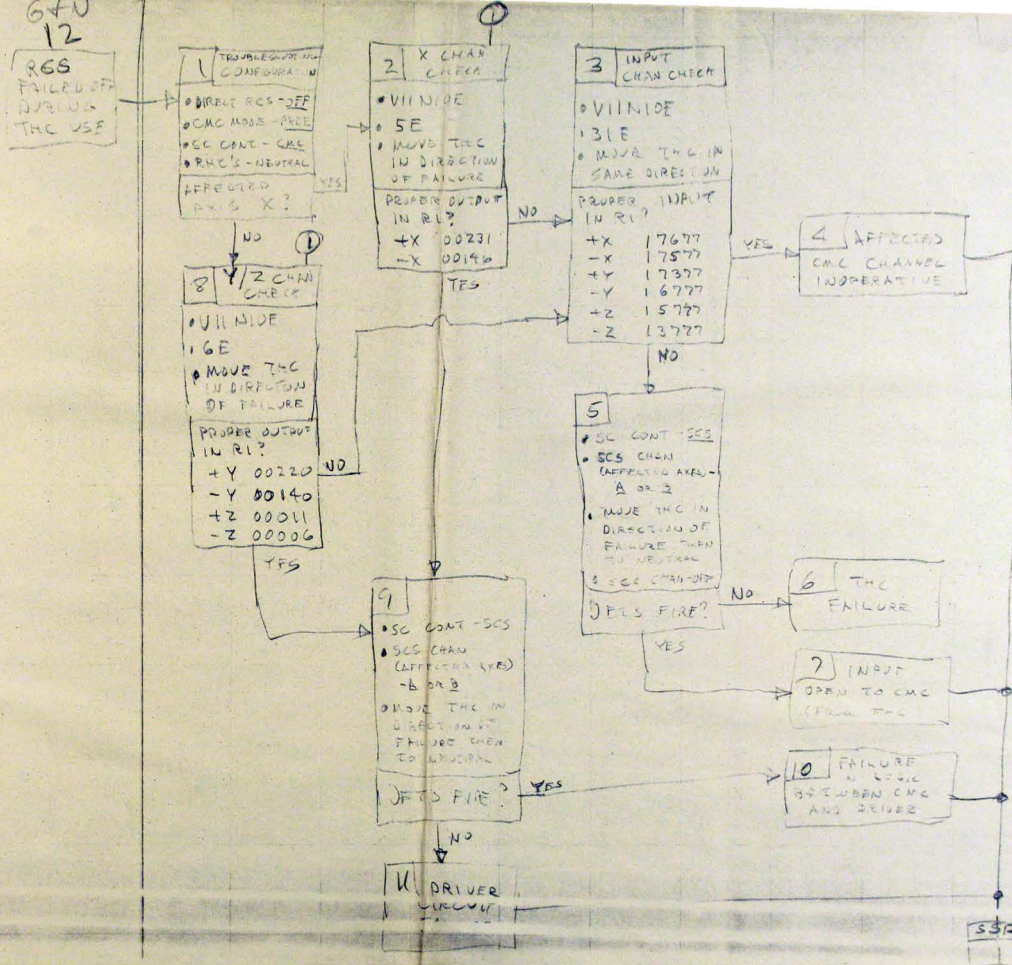 G+N
12
RCS
FAILED OFF
DURING
THC USE
1 TROUBLESHOOTING
CONFIGURATION
• DIRECT RCS - OFF
• CMC MODE - FREE
• SC CONT - CMC
• RHC'S - NEUTRAL
AFFECTED
AXIS X?
YES
NO
1
2 X CHAN
CHECK
• V11 N10E
• 5E
• MOVE THC
IN DIRECTION
OF FAILURE
PROPER OUTPUT
IN R1?
+X 00231
-X 00146
NO
YES
3 INPUT
CHAN CHECK
• V11 N10E
• 31E
• MOVE THC IN
SAME DIRECTION
PROPER INPUT
IN R1?
+X 17677
-X 17577
+Y 17377
-Y 16777
+Z 15777
-Z 13777
YES
NO
4 AFFECTED
CMC CHANNEL
INOPERATIVE
5
• SC CONT - SCS
• SCS CHAN
(AFFECTED AXES) -
A OR B
• MOVE THC IN
DIRECTION OF
FAILURE THEN
TO NEUTRAL
• SCS CHAN - OFF
JETS FIRE?
NO
YES
6 THC
FAILURE
7 INPUT
OPEN TO CMC
(FROM THC
1
8 Y/Z CHAN
CHECK
• V11 N10E
• 6E
• MOVE THC
IN DIRECTION
OF FAILURE
PROPER OUTPUT
IN R1?
+Y 00220
-Y 00140
+Z 00011
-Z 00006
NO
YES
9
• SC CONT - SCS
• SCS CHAN
(AFFECTED AXES)
- A OR B
• MOVE THC IN
DIRECTION OF
FAILURE THEN
TO NEUTRAL
JETS FIRE?
YES
NO
10 FAILURE
IN LOGIC
BETWEEN CMC
AND DRIVER
11 DRIVER
CIRCUIT
SSR